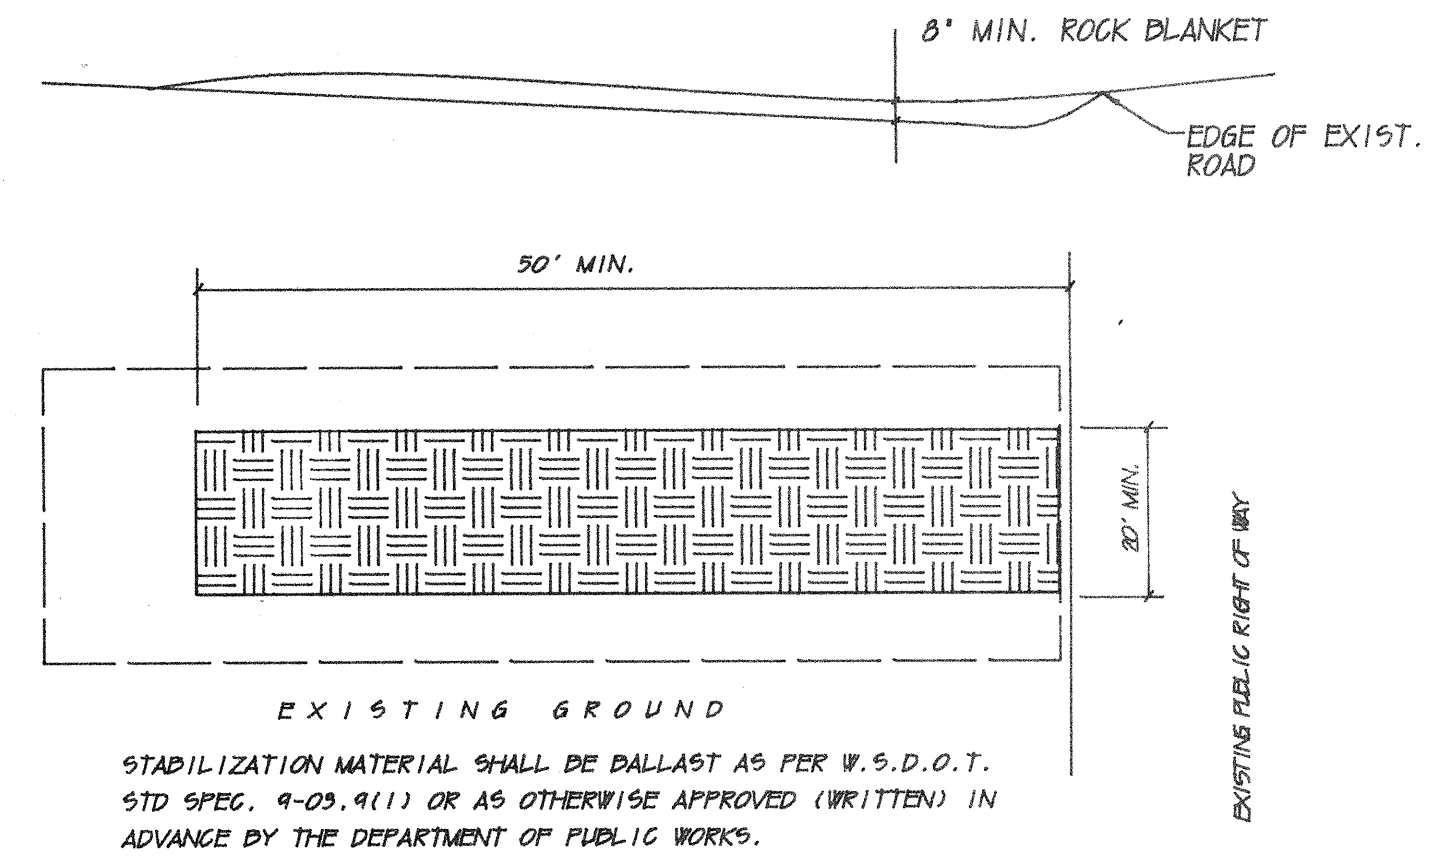 8" MIN. ROCK BLANKET
EDGE OF EXIST.
ROAD
50' MIN.
20' MIN.
EXISTING PUBLIC RIGHT OF WAY
EXISTING GROUND
STABILIZATION MATERIAL SHALL BE BALLAST AS PER W.S.D.O.T.
STD SPEC. 9-03.9(1) OR AS OTHERWISE APPROVED (WRITTEN) IN
ADVANCE BY THE DEPARTMENT OF PUBLIC WORKS.